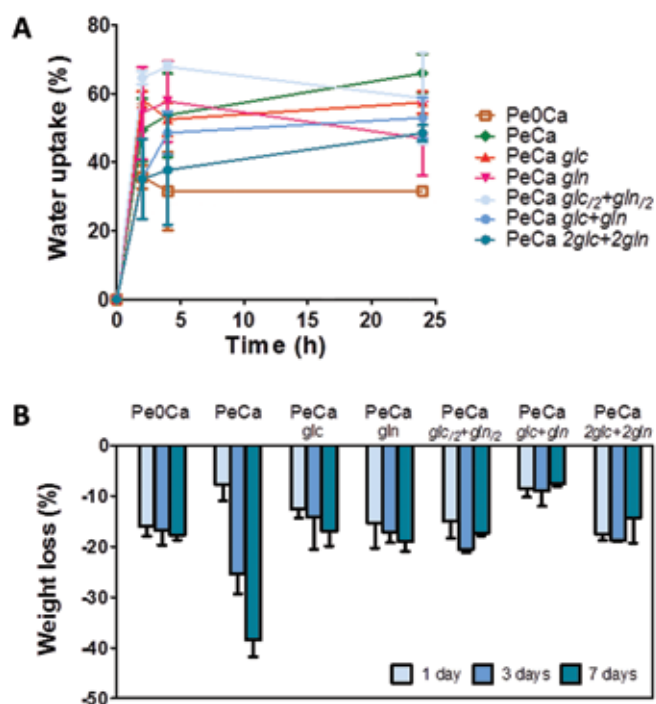 A
Water uptake (%)
80
60
40
20
0
0 5 10 15 20 25
Time (h)
Pe0Ca
PeCa
PeCa glc
PeCa gln
PeCa glc/2+gln/2
PeCa glc+gln
PeCa 2glc+2gln
B
Pe0Ca PeCa PeCa PeCa PeCa PeCa PeCa
glc gln glc/2+gln/2 glc+gln 2glc+2gln
Weight loss (%)
0
-10
-20
-30
-40
-50
1 day 3 days 7 days